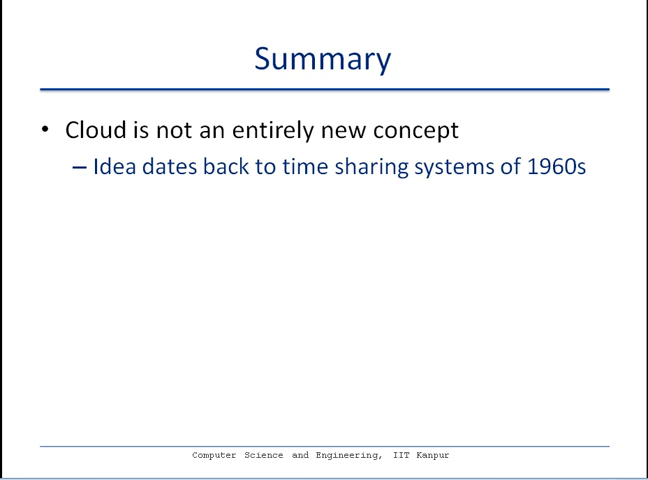 Summary
• Cloud is not an entirely new concept
– Idea dates back to time sharing systems of 1960s
Computer Science and Engineering, IIT Kanpur